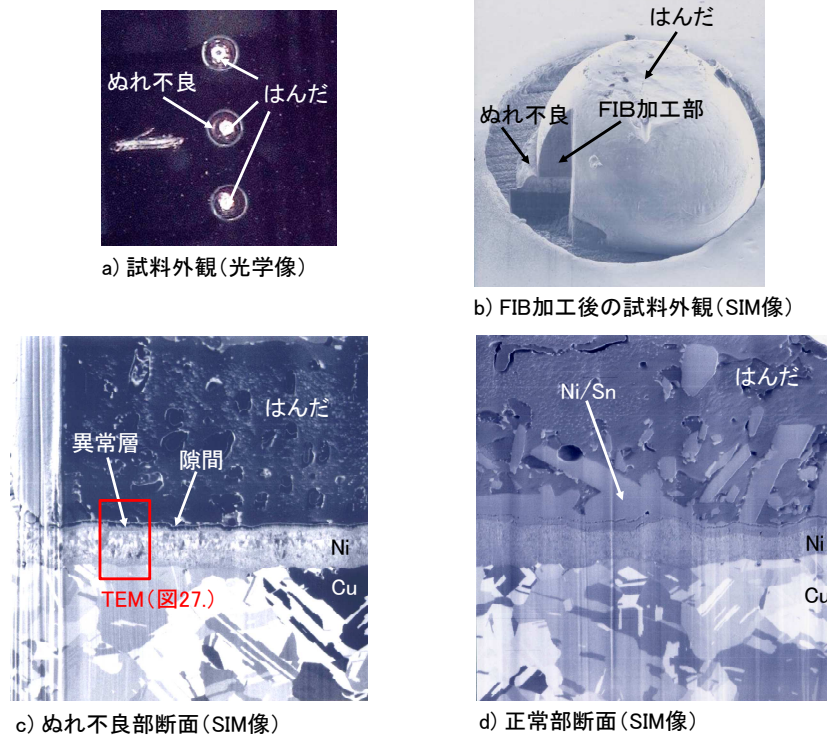 ぬれ不良
はんだ
a) 試料外観(光学像)
はんだ
ぬれ不良
FIB加工部
b) FIB加工後の試料外観(SIM像)
はんだ
異常層
隙間
Ni
Cu
TEM(図27.)
c) ぬれ不良部断面(SIM像)
はんだ
Ni/Sn
Ni
Cu
d) 正常部断面(SIM像)